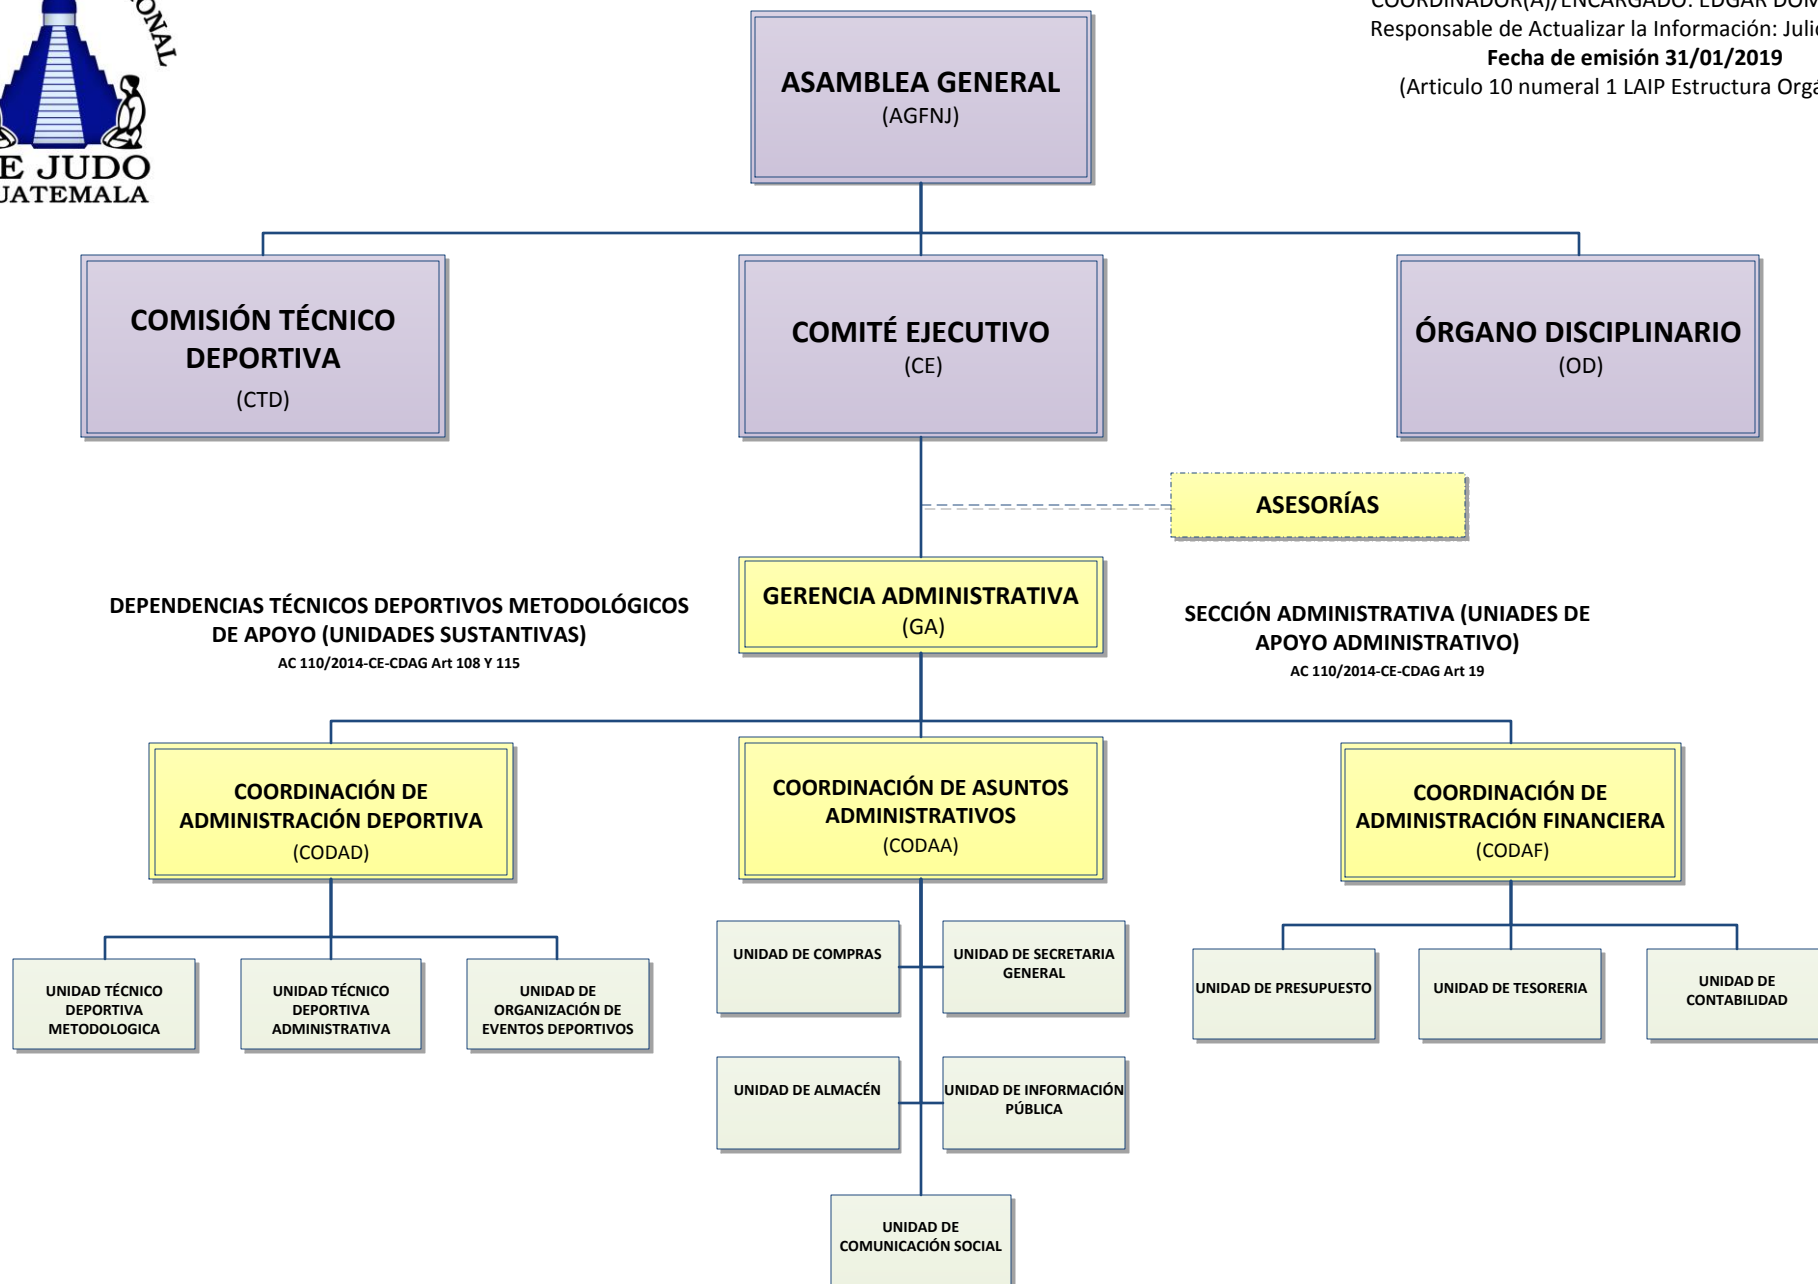 E JUDO
UATEMALA
COORDINADOR(A)/ENCARGADO: EDGAR
Responsable de Actualizar la Información:
Fecha de emisión 31/01/2019
(Articulo 10 numeral 1 LAIP Estructura
ASAMBLEA GENERAL
(AGFNJ)
COMISIÓN TÉCNICO
DEPORTIVA
(CTD)
COMITÉ EJECUTIVO
(CE)
ÓRGANO DISCIPLINARIO
(OD)
ASESORÍAS
GERENCIA ADMINISTRATIVA
(GA)
DEPENDENCIAS TÉCNICOS DEPORTIVOS METODOLÓGICOS
DE APOYO (UNIDADES SUSTANTIVAS)
AC 110/2014-CE-CDAG Art 108 Y 115
SECCIÓN ADMINISTRATIVA (UNIADES DE
APOYO ADMINISTRATIVO)
AC 110/2014-CE-CDAG Art 19
COORDINACIÓN DE
ADMINISTRACIÓN DEPORTIVA
(CODAD)
COORDINACIÓN DE ASUNTOS
ADMINISTRATIVOS
(CODAA)
COORDINACIÓN DE
ADMINISTRACIÓN FINANCIERA
(CODAF)
UNIDAD TÉCNICO
DEPORTIVA
METODOLOGICA
UNIDAD TÉCNICO
DEPORTIVA
ADMINISTRATIVA
UNIDAD DE
ORGANIZACIÓN DE
EVENTOS DEPORTIVOS
UNIDAD DE COMPRAS
UNIDAD DE SECRETARIA
GENERAL
UNIDAD DE ALMACÉN
UNIDAD DE INFORMACIÓN
PÚBLICA
UNIDAD DE
COMUNICACIÓN SOCIAL
UNIDAD DE PRESUPUESTO
UNIDAD DE TESORERIA
UNIDAD DE
CONTABILIDAD